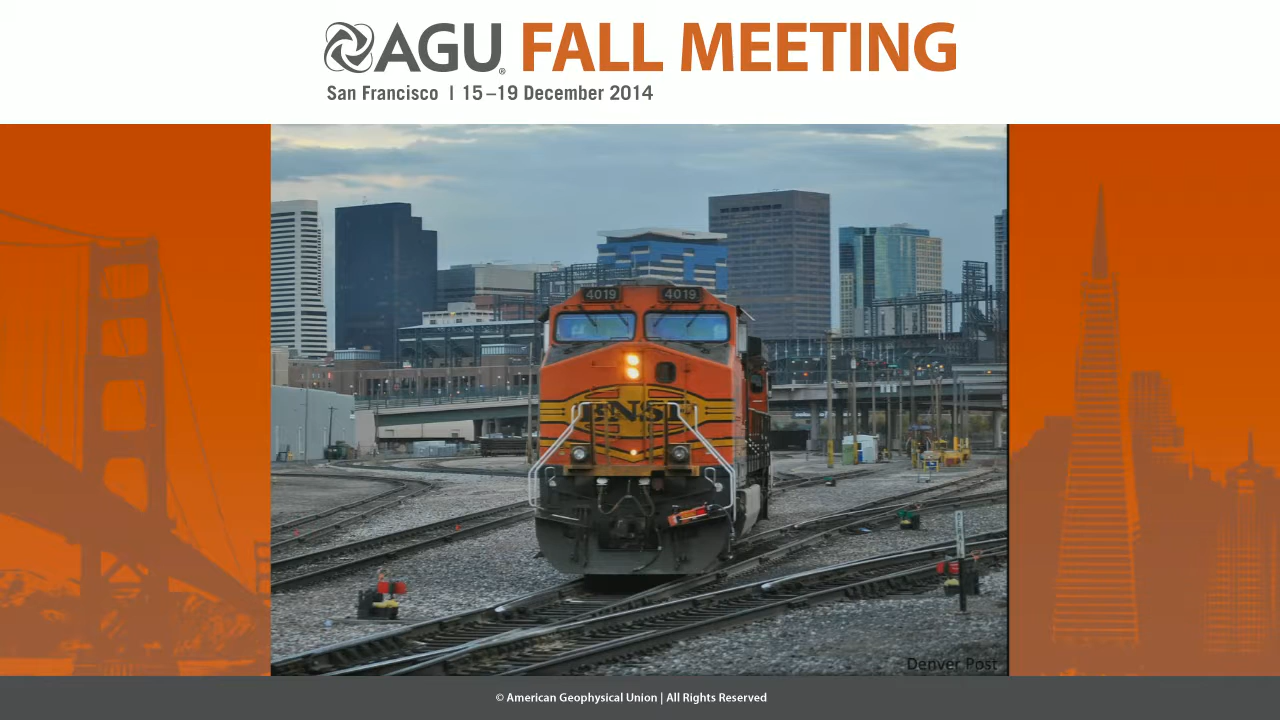 AGU® FALL MEETING
San Francisco | 15–19 December 2014
4019 4019
BNSF
Denver Post
© American Geophysical Union | All Rights Reserved